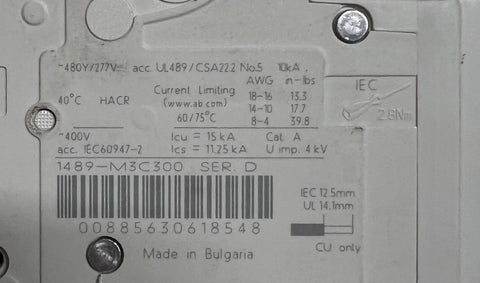 ~480Y/277V⎓ acc. UL489/CSA22.2 No.5 10kA
40°C HACR
Current Limiting
(www.ab.com)
60/75°C
AWG in-lbs
18-16 13.3
14-10 17.7
8-4 39.8
IEC
2.8Nm
~400V Icu = 15 kA Cat. A
acc. IEC60947-2 Ics = 11.25 kA U imp. 4 kV
1489-M3C300 SER. D
00885630618548
IEC 12.5mm
UL 14.1mm
CU only
Made in Bulgaria